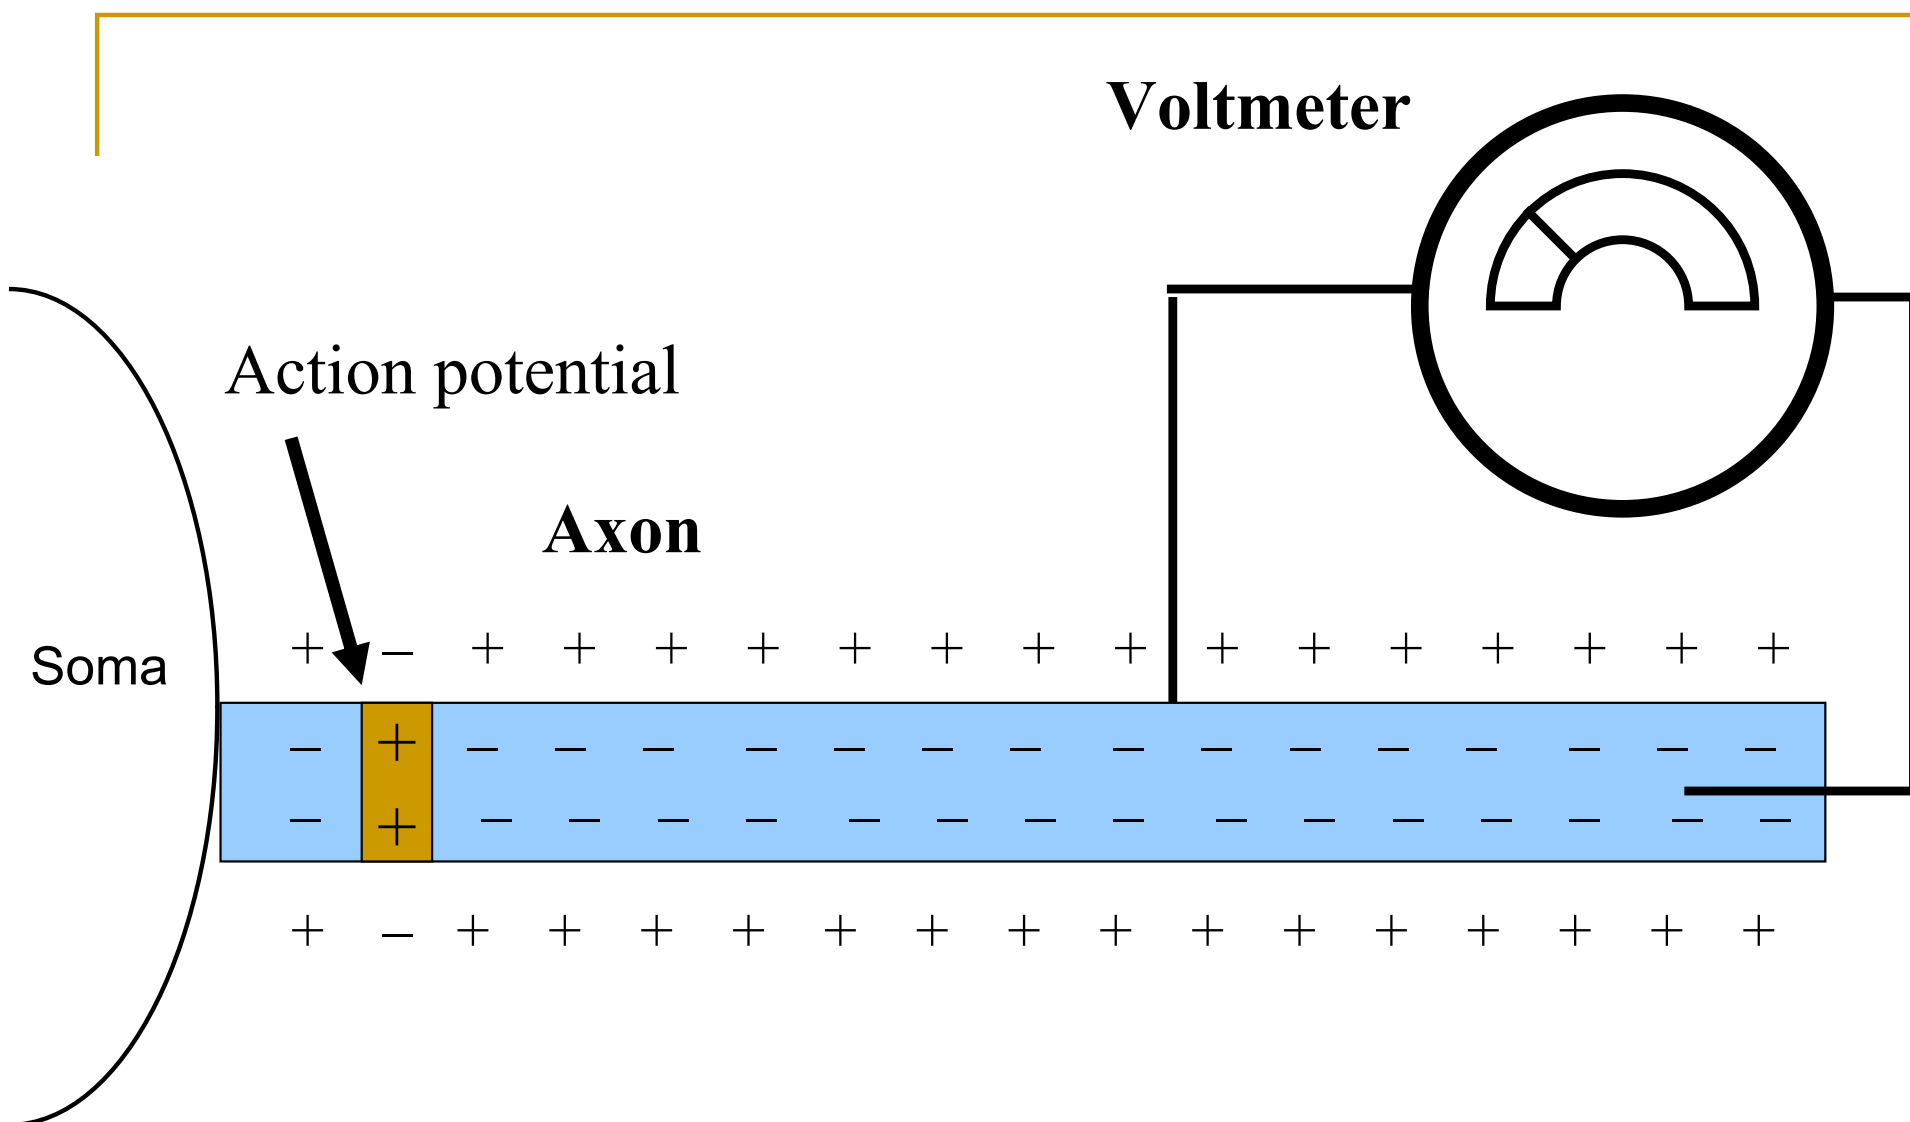 Voltmeter
Action potential
Axon
Soma
+ – + + + + + + + + + + + + + + +
– + – – – – – – – – – – – – – – –
– + – – – – – – – – – – – – – – –
+ – + + + + + + + + + + + + + + +